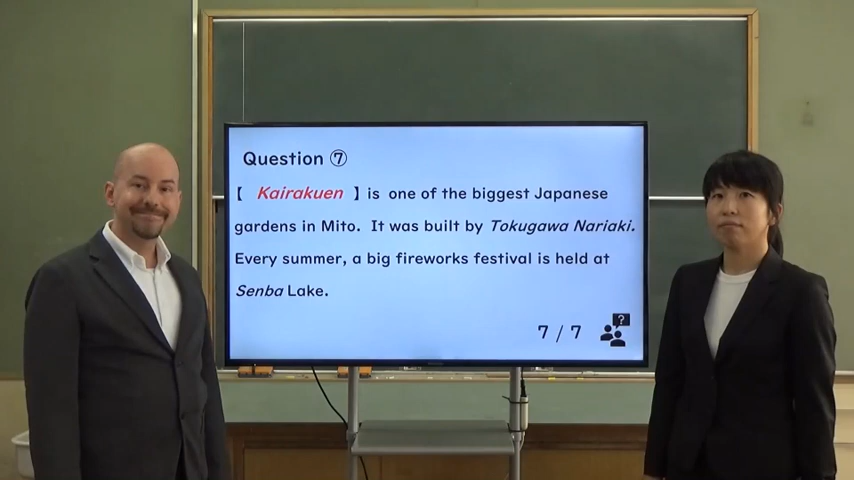 Question ⑦
【 Kairakuen 】 is one of the biggest Japanese
gardens in Mito. It was built by Tokugawa Nariaki.
Every summer, a big fireworks festival is held at
Senba Lake.
7 / 7
?